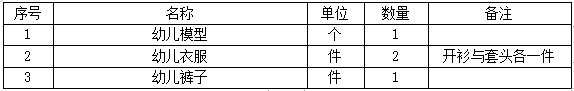 序号 名称 单位 数量 备注
1 幼儿模型 个 1
2 幼儿衣服 件 2 开衫与套头各一件
3 幼儿裤子 件 1